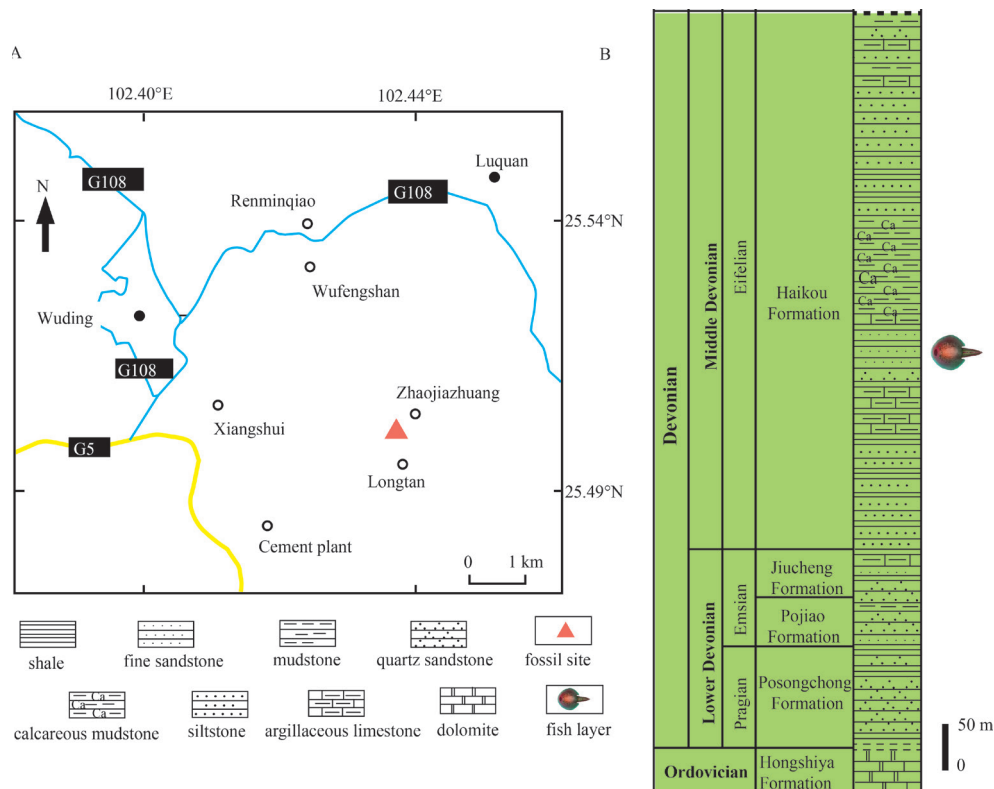 A
102.40°E
102.44°E
G108
Luquan
N
G108
Renminqiao
25.54°N
Wufengshan
Wuding
G108
Zhaojiazhuang
Xiangshui
G5
Longtan
25.49°N
Cement plant
0 1 km
shale
fine sandstone
mudstone
quartz sandstone
fossil site
Ca
Ca
Ca
calcareous mudstone
siltstone
argillaceous limestone
dolomite
fish layer
B
Devonian
Middle Devonian
Eifelian
Haikou
Formation
Ca
Ca
Ca
Ca
Ca
Ca
Ca
Ca
Ca
Lower Devonian
Emsian
Jiucheng
Formation
Pojiao
Formation
Pragian
Posongchong
Formation
Ordovician
Hongshiya
Formation
50 m
0